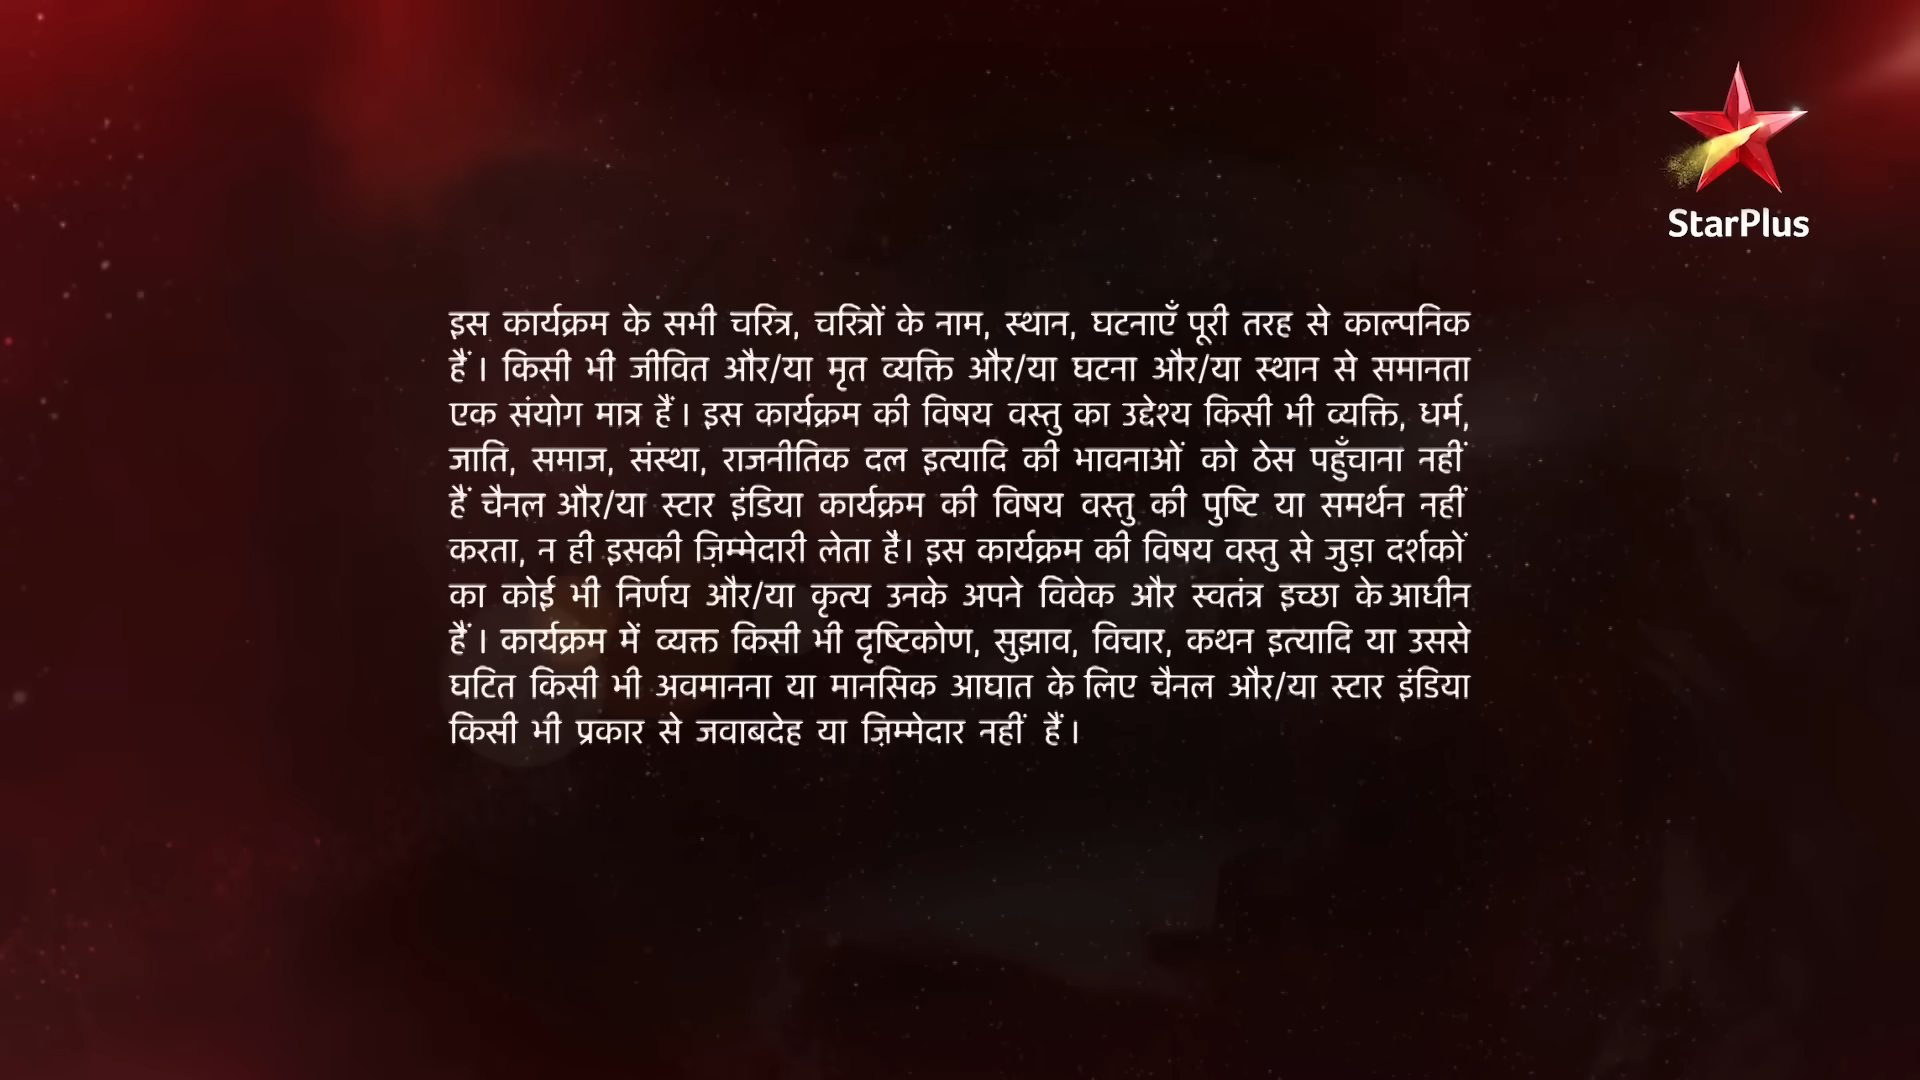 StarPlus
इस कार्यक्रम के सभी चरित्र, चरित्रों के नाम, स्थान, घटनाएँ पूरी तरह से काल्पनिक
हैं । किसी भी जीवित और/या मृत व्यक्ति और/या घटना और/या स्थान से समानता
एक संयोग मात्र हैं । इस कार्यक्रम की विषय वस्तु का उद्देश्य किसी भी व्यक्ति, धर्म,
जाति, समाज, संस्था, राजनीतिक दल इत्यादि की भावनाओं को ठेस पहुँचाना नहीं
हैं चैनल और/या स्टार इंडिया कार्यक्रम की विषय वस्तु की पुष्टि या समर्थन नहीं
करता, न ही इसकी ज़िम्मेदारी लेता है। इस कार्यक्रम की विषय वस्तु से जुड़ा दर्शकों
का कोई भी निर्णय और/या कृत्य उनके अपने विवेक और स्वतंत्र इच्छा के आधीन
हैं । कार्यक्रम में व्यक्त किसी भी दृष्टिकोण, सुझाव, विचार, कथन इत्यादि या उससे
घटित किसी भी अवमानना या मानसिक आघात के लिए चैनल और/या स्टार इंडिया
किसी भी प्रकार से जवाबदेह या ज़िम्मेदार नहीं हैं ।